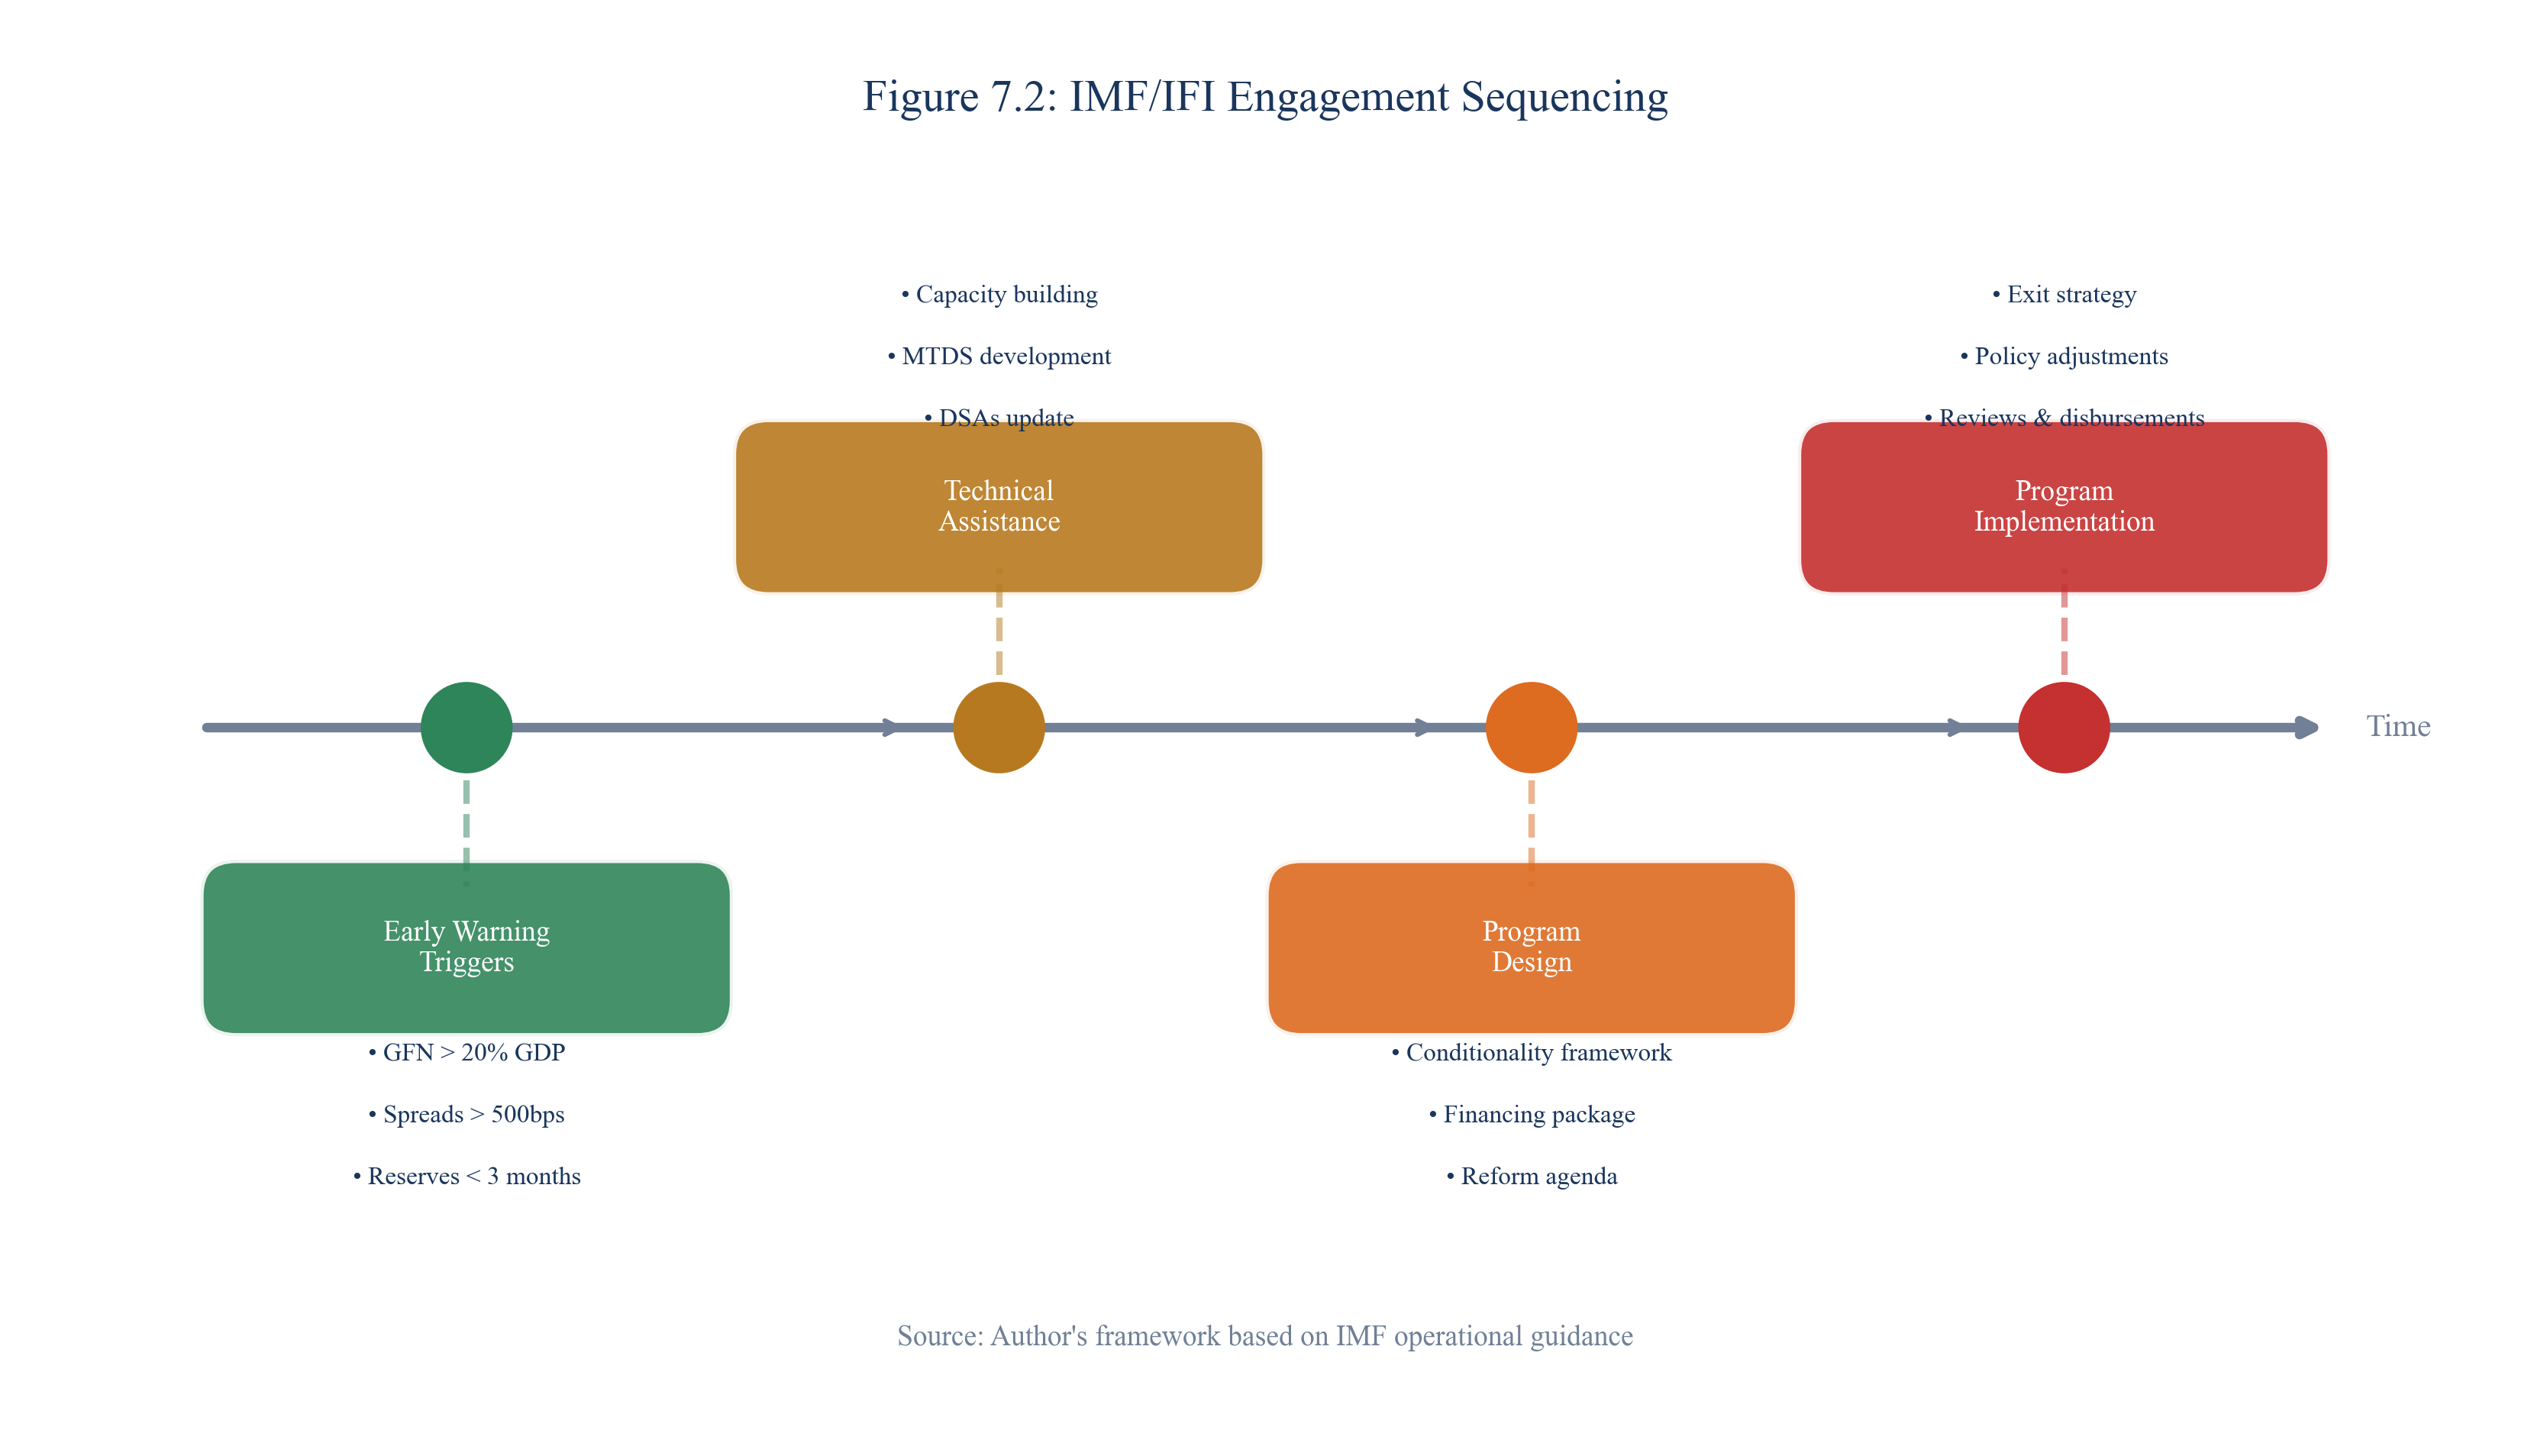 Figure 7.2: IMF/IFI Engagement Sequencing
• Capacity building
• MTDS development
• DSAs update
Technical
Assistance
• Exit strategy
• Policy adjustments
• Reviews & disbursements
Program
Implementation
Time
Early Warning
Triggers
• GFN > 20% GDP
• Spreads > 500bps
• Reserves < 3 months
Program
Design
• Conditionality framework
• Financing package
• Reform agenda
Source: Author's framework based on IMF operational guidance